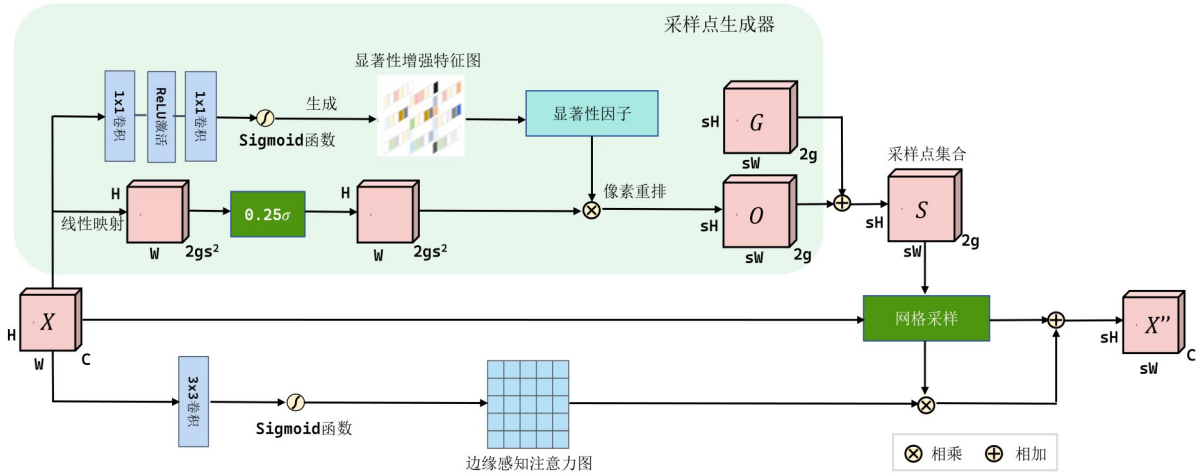 采样点生成器
显著性增强特征图
1x1卷积
ReLU激活
1x1卷积
Sigmoid函数
生成
显著性因子
sH
G
sW
2g
线性映射
H
W
2gs²
0.25σ
H
W
2gs²
像素重排
sH
O
sW
2g
采样点集合
sH
S
sW
2g
H
X
W
C
网格采样
sH
X''
sW
C
3x3卷积
Sigmoid函数
边缘感知注意力图
相乘
相加